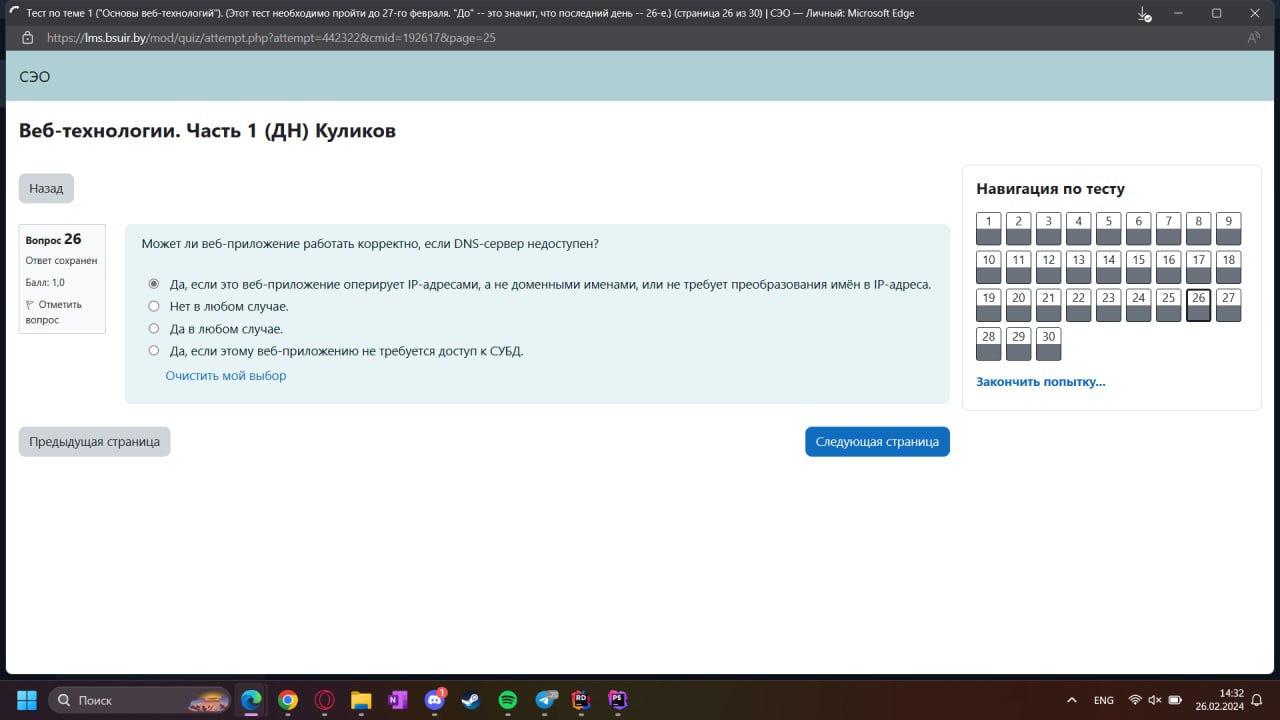 Тест по теме 1 ("Основы веб-технологий"). (Этот тест необходимо пройти до 27-го февраля. "До" -- это значит, что последний день -- 26-е.) (страница 26 из 30) | СЭО — Личный: Microsoft Edge
https://lms.bsuir.by/mod/quiz/attempt.php?attempt=442322&cmid=192617&page=25
СЭО
Веб-технологии. Часть 1 (ДН) Куликов
Назад
Вопрос 26
Ответ сохранен
Балл: 1,0
Отметить
вопрос
Может ли веб-приложение работать корректно, если DNS-сервер недоступен?
Да, если это веб-приложение оперирует IP-адресами, а не доменными именами, или не требует преобразования имён в IP-адреса.
Нет в любом случае.
Да в любом случае.
Да, если этому веб-приложению не требуется доступ к СУБД.
Очистить мой выбор
Предыдущая страница
Следующая страница
Навигация по тесту
1 2 3 4 5 6 7 8 9
10 11 12 13 14 15 16 17 18
19 20 21 22 23 24 25 26 27
28 29 30
Закончить попытку...
Поиск
1
RD
PS
ENG
14:32
26.02.2024